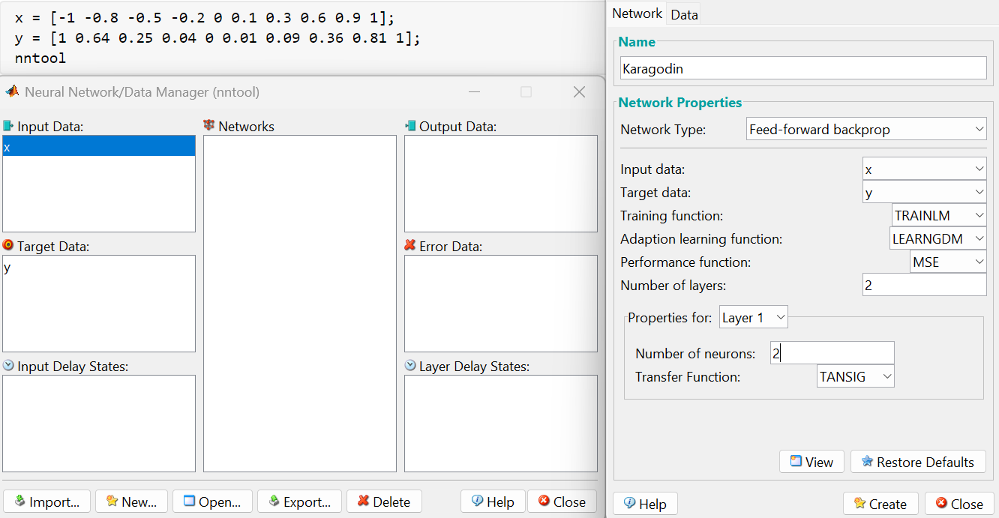 x = [-1 -0.8 -0.5 -0.2 0 0.1 0.3 0.6 0.9 1];
y = [1 0.64 0.25 0.04 0 0.01 0.09 0.36 0.81 1];
nntool
Neural Network/Data Manager (nntool)
Input Data:
x
Networks
Output Data:
Target Data:
y
Error Data:
Input Delay States:
Layer Delay States:
Import...
New...
Open...
Export...
Delete
Help
Close
Network
Data
Name
Karagodin
Network Properties
Network Type:
Feed-forward backprop
Input data:
x
Target data:
y
Training function:
TRAINLM
Adaption learning function:
LEARNGDM
Performance function:
MSE
Number of layers:
2
Properties for:
Layer 1
Number of neurons:
2
Transfer Function:
TANSIG
View
Restore Defaults
Help
Create
Close